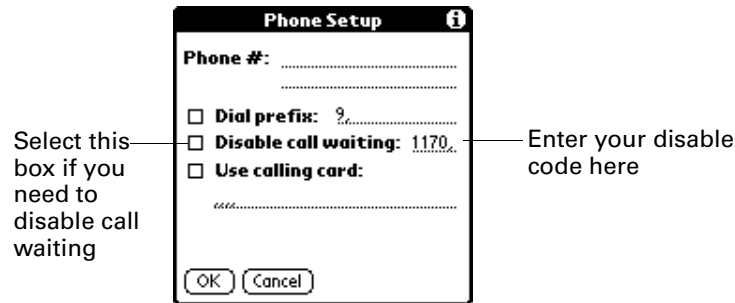 Phone Setup i
Phone #:
Dial prefix: 9,
Disable call waiting: 1170,
Use calling card:
,,,,
OK Cancel
Select this
box if you
need to
disable call
waiting
Enter your disable
code here